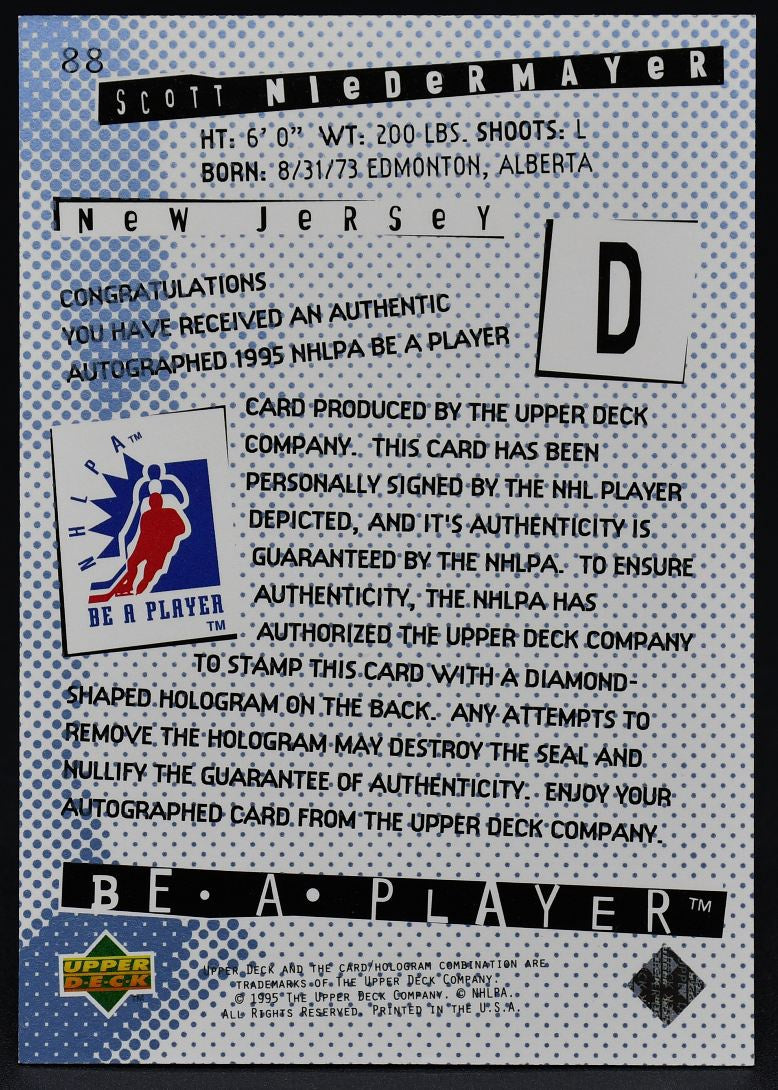 88
SCOTT NIeDeRMAYeR
HT: 6' 0" WT: 200 LBS. SHOOTS: L
BORN: 8/31/73 EDMONTON, ALBERTA
NeW JeRSeY
D
CONGRATULATIONS
YOU HAVE RECEIVED AN AUTHENTIC
AUTOGRAPHED 1995 NHLPA BE A PLAYER
CARD PRODUCED BY THE UPPER DECK
COMPANY. THIS CARD HAS BEEN
PERSONALLY SIGNED BY THE NHL PLAYER
DEPICTED, AND IT'S AUTHENTICITY IS
GUARANTEED BY THE NHLPA. TO ENSURE
AUTHENTICITY, THE NHLPA HAS
AUTHORIZED THE UPPER DECK COMPANY
TO STAMP THIS CARD WITH A DIAMOND-
SHAPED HOLOGRAM ON THE BACK. ANY ATTEMPTS TO
REMOVE THE HOLOGRAM MAY DESTROY THE SEAL AND
NULLIFY THE GUARANTEE OF AUTHENTICITY. ENJOY YOUR
AUTOGRAPHED CARD FROM THE UPPER DECK COMPANY.
NHLPA™
BE A PLAYER
™
BE • A • PLAYER™
UPPER
D·E·C·K
™
UPPER DECK AND THE CARD/HOLOGRAM COMBINATION ARE
TRADEMARKS OF THE UPPER DECK COMPANY.
© 1995 THE UPPER DECK COMPANY. © NHLPA.
ALL RIGHTS RESERVED. PRINTED IN THE U.S.A.